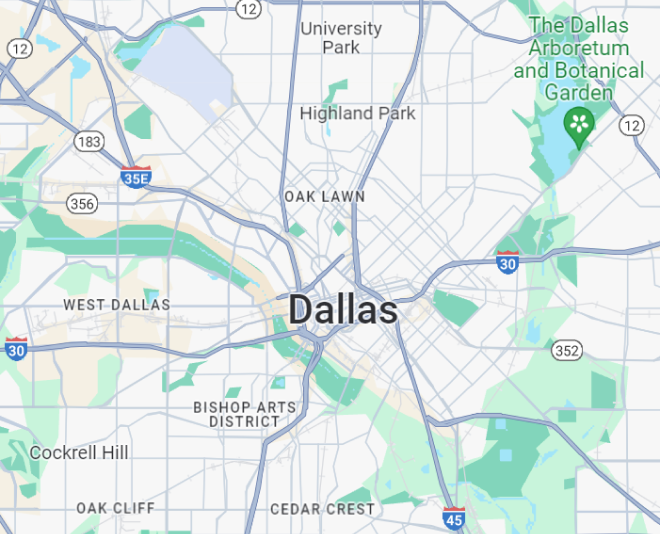 12
University
Park
The Dallas
Arboretum
and Botanical
Garden
12
Highland Park
12
183
35E
OAK LAWN
356
30
WEST DALLAS
Dallas
30
352
BISHOP ARTS
DISTRICT
Cockrell Hill
OAK CLIFF
CEDAR CREST
45